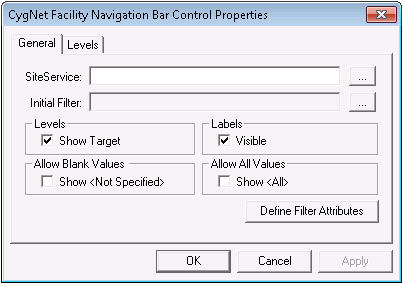 CygNet Facility Navigation Bar Control Properties
General
Levels
SiteService:
...
Initial Filter:
...
Levels
Labels
Show Target
Visible
Allow Blank Values
Allow All Values
Show <Not Specified>
Show <All>
Define Filter Attributes
OK
Cancel
Apply